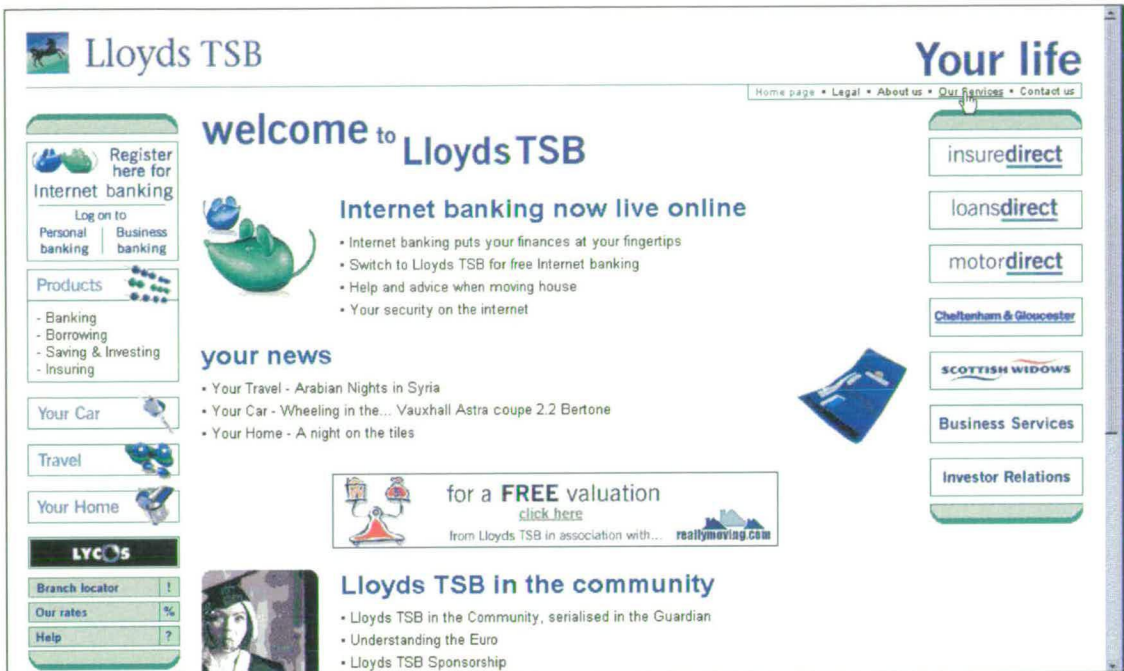 Lloyds TSB
Your life
Home page • Legal • About us • Our Services • Contact us
Register
here for
Internet banking
Log on to
Personal banking
Business banking
Products
- Banking
- Borrowing
- Saving & Investing
- Insuring
Your Car
Travel
Your Home
LYCOS
Branch locator !
Our rates %
Help ?
welcome to Lloyds TSB
Internet banking now live online
• Internet banking puts your finances at your fingertips
• Switch to Lloyds TSB for free Internet banking
• Help and advice when moving house
• Your security on the internet
your news
• Your Travel - Arabian Nights in Syria
• Your Car - Wheeling in the... Vauxhall Astra coupe 2.2 Bertone
• Your Home - A night on the tiles
for a FREE valuation
click here
from Lloyds TSB in association with... reallymoving.com
Lloyds TSB in the community
• Lloyds TSB in the Community, serialised in the Guardian
• Understanding the Euro
• Lloyds TSB Sponsorship
insuredirect
loansdirect
motordirect
Cheltenham & Gloucester
SCOTTISH WIDOWS
Business Services
Investor Relations